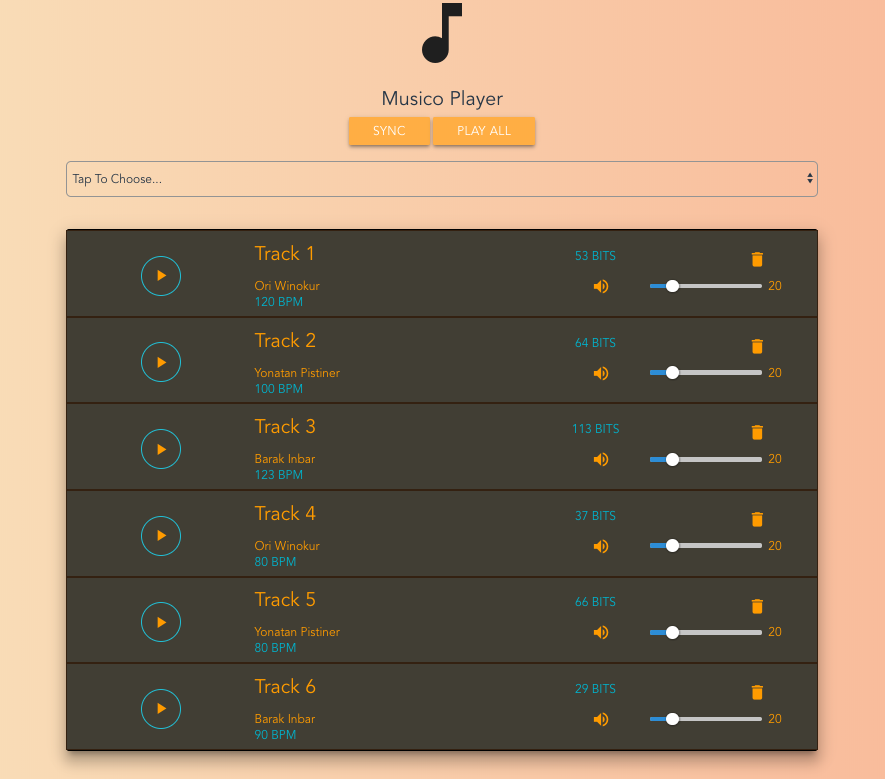 Musico Player
SYNC PLAY ALL
Tap To Choose...
Track 1 53 BITS
Ori Winokur 20
120 BPM
Track 2 64 BITS
Yonatan Pistiner 20
100 BPM
Track 3 113 BITS
Barak Inbar 20
123 BPM
Track 4 37 BITS
Ori Winokur 20
80 BPM
Track 5 66 BITS
Yonatan Pistiner 20
80 BPM
Track 6 29 BITS
Barak Inbar 20
90 BPM